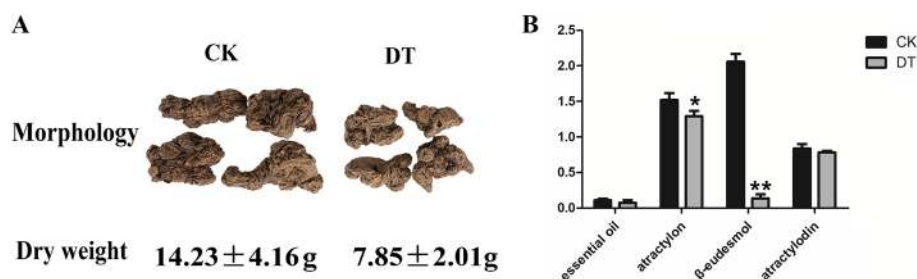 A
CK
DT
Morphology
Dry weight
14.23±4.16g
7.85±2.01g
B
2.5
2.0
1.5
1.0
0.5
0.0
*
**
essential oil
atractylon
β-eudesmol
atractylodin
CK
DT